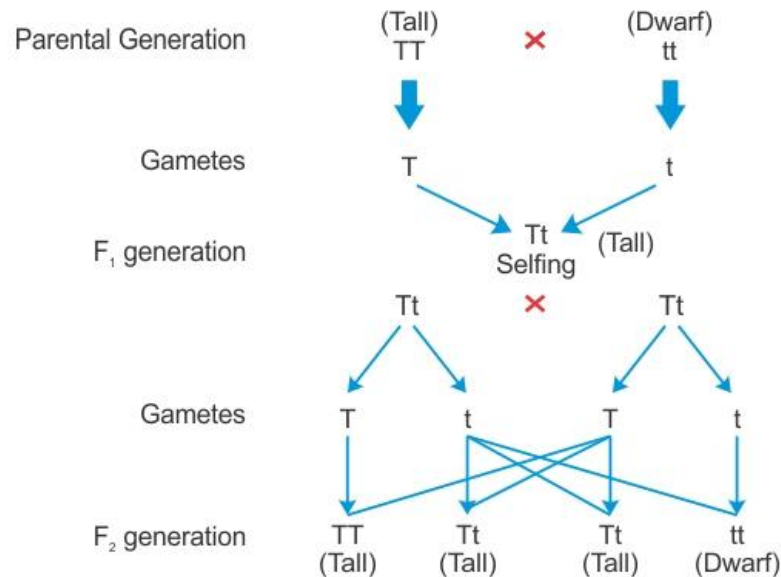 Parental Generation (Tall) TT × (Dwarf) tt
Gametes T t
F₁ generation Tt (Tall)
Selfing
Tt × Tt
Gametes T t T t
F₂ generation TT Tt Tt tt
(Tall) (Tall) (Tall) (Dwarf)